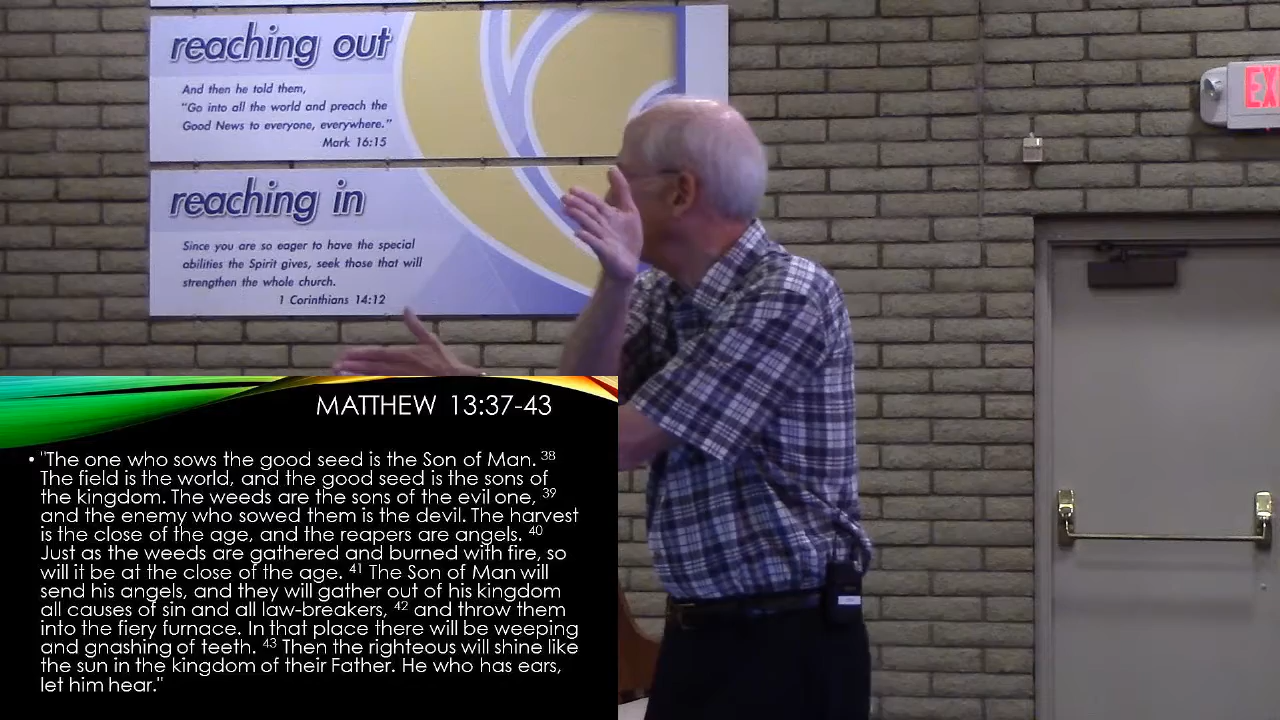 reaching out
And then he told them,
"Go into all the world and preach the
Good News to everyone, everywhere."
Mark 16:15
reaching in
Since you are so eager to have the special
abilities the Spirit gives, seek those that will
strengthen the whole church.
1 Corinthians 14:12
EX
MATTHEW 13:37-43
• "The one who sows the good seed is the Son of Man. 38
The field is the world, and the good seed is the sons of
the kingdom. The weeds are the sons of the evil one, 39
and the enemy who sowed them is the devil. The harvest
is the close of the age, and the reapers are angels. 40
Just as the weeds are gathered and burned with fire, so
will it be at the close of the age. 41 The Son of Man will
send his angels, and they will gather out of his kingdom
all causes of sin and all law-breakers, 42 and throw them
into the fiery furnace. In that place there will be weeping
and gnashing of teeth. 43 Then the righteous will shine like
the sun in the kingdom of their Father. He who has ears,
let him hear."